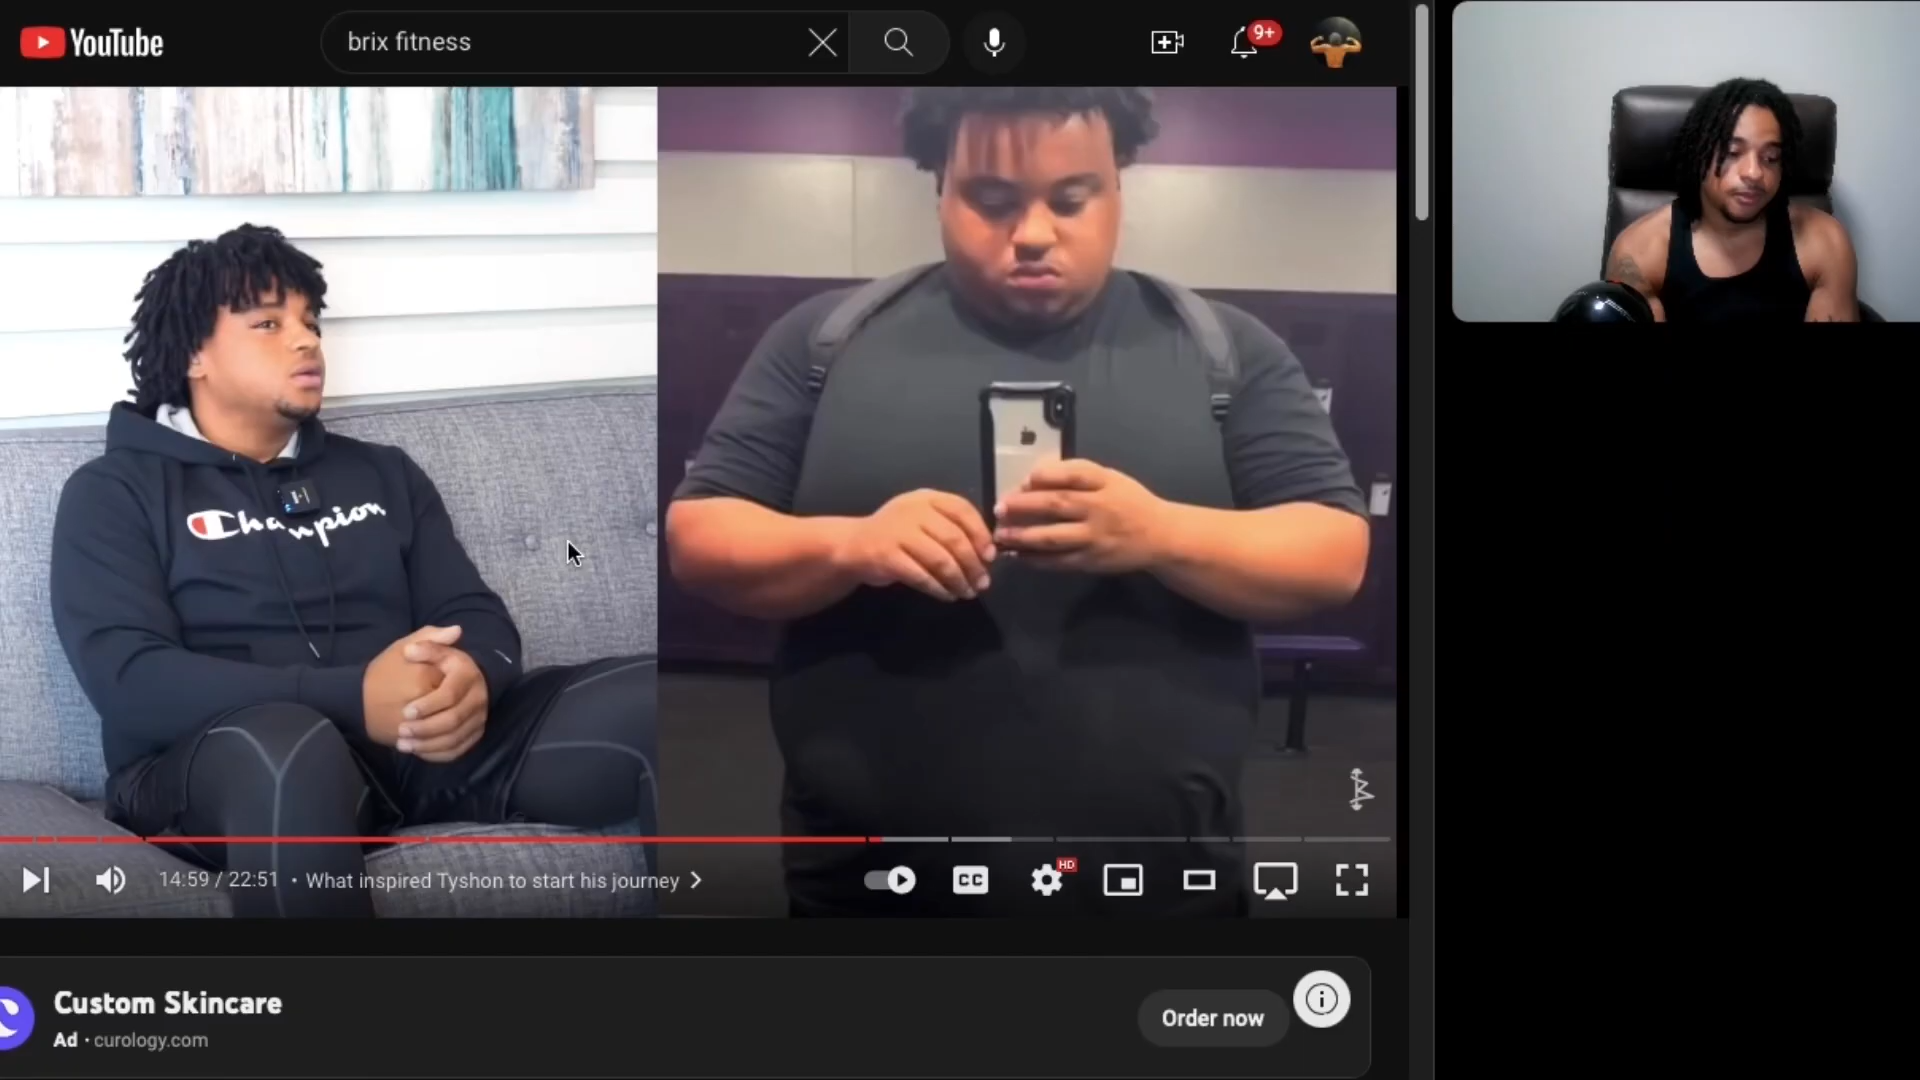 YouTube
brix fitness
9+
Champion
14:59 / 22:51 • What inspired Tyshon to start his journey
CC
HD
Custom Skincare
Ad · curology.com
Order now